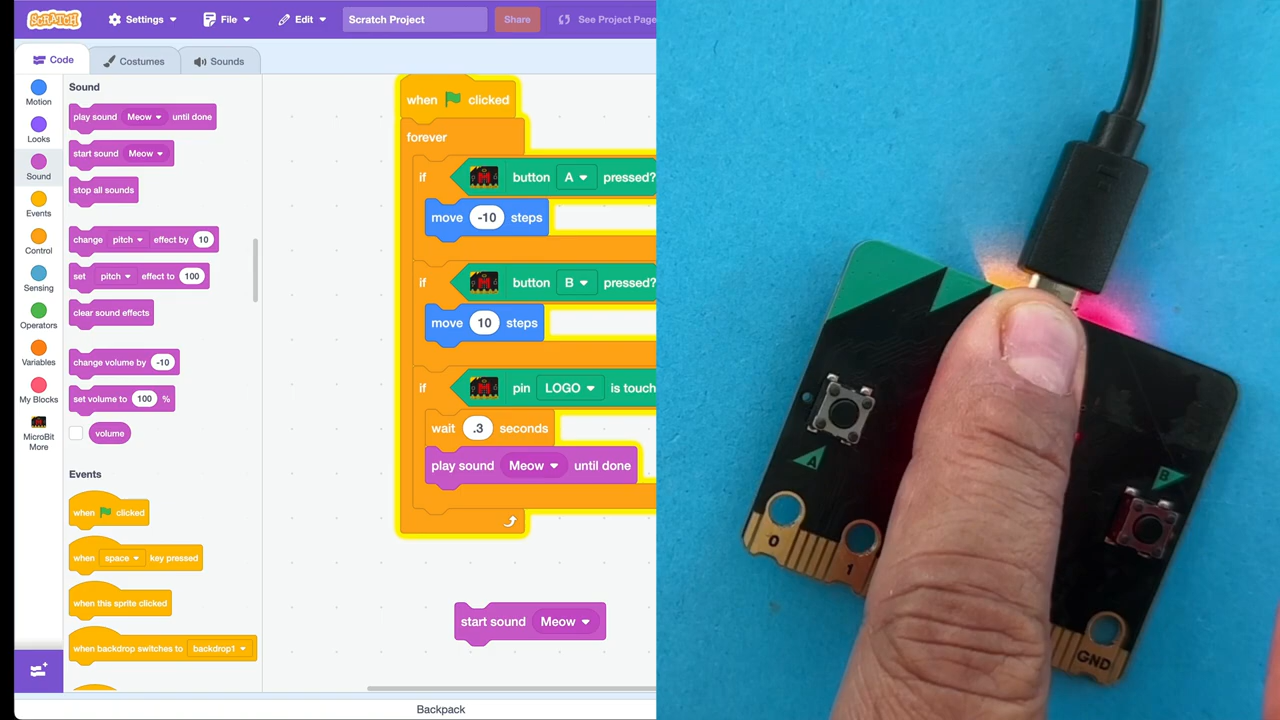 SCRATCH Settings File Edit Scratch Project Share See Project Page
Code Costumes Sounds
Motion
Looks
Sound
Events
Control
Sensing
Operators
Variables
My Blocks
MicroBit
More
Sound
play sound Meow until done
start sound Meow
stop all sounds
change pitch effect by 10
set pitch effect to 100
clear sound effects
change volume by -10
set volume to 100 %
volume
Events
when clicked
when space key pressed
when this sprite clicked
when backdrop switches to backdrop1
when clicked
forever
if button A pressed?
move -10 steps
if button B pressed?
move 10 steps
if pin LOGO is touch
wait .3 seconds
play sound Meow until done
start sound Meow
Backpack
A
B
0
1
GND